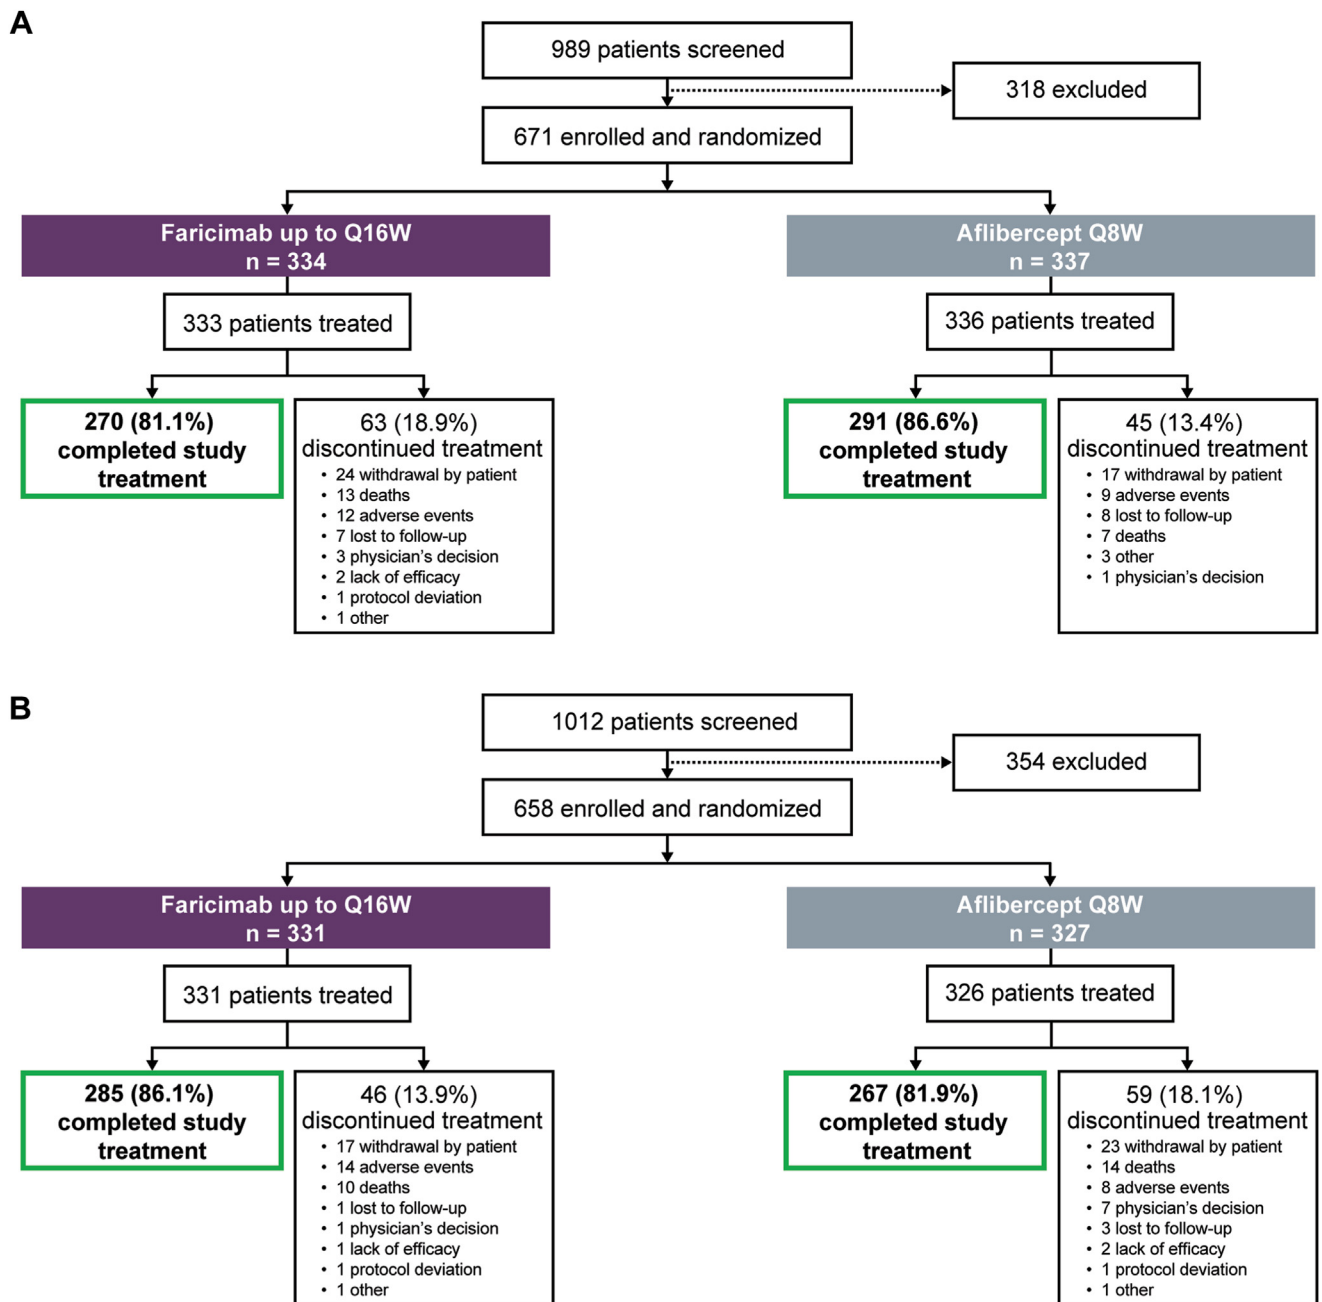 A
989 patients screened
318 excluded
671 enrolled and randomized
Faricimab up to Q16W
n = 334
Aflibercept Q8W
n = 337
333 patients treated
336 patients treated
270 (81.1%)
completed study
treatment
63 (18.9%)
discontinued treatment
• 24 withdrawal by patient
• 13 deaths
• 12 adverse events
• 7 lost to follow-up
• 3 physician's decision
• 2 lack of efficacy
• 1 protocol deviation
• 1 other
291 (86.6%)
completed study
treatment
45 (13.4%)
discontinued treatment
• 17 withdrawal by patient
• 9 adverse events
• 8 lost to follow-up
• 7 deaths
• 3 other
• 1 physician's decision
B
1012 patients screened
354 excluded
658 enrolled and randomized
Faricimab up to Q16W
n = 331
Aflibercept Q8W
n = 327
331 patients treated
326 patients treated
285 (86.1%)
completed study
treatment
46 (13.9%)
discontinued treatment
• 17 withdrawal by patient
• 14 adverse events
• 10 deaths
• 1 lost to follow-up
• 1 physician's decision
• 1 lack of efficacy
• 1 protocol deviation
• 1 other
267 (81.9%)
completed study
treatment
59 (18.1%)
discontinued treatment
• 23 withdrawal by patient
• 14 deaths
• 8 adverse events
• 7 physician's decision
• 3 lost to follow-up
• 2 lack of efficacy
• 1 protocol deviation
• 1 other